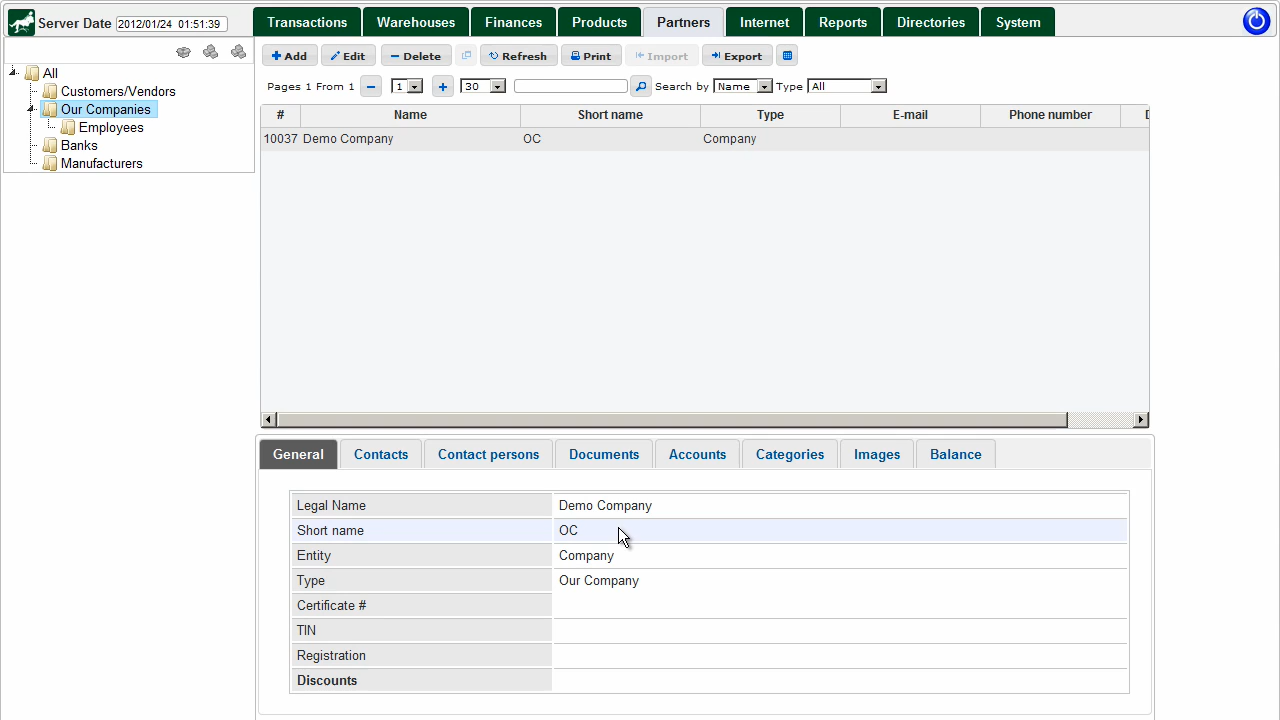 Server Date 2012/01/24 01:51:39
Transactions Warehouses Finances Products Partners Internet Reports Directories System
Add Edit Delete Refresh Print Import Export
All
Customers/Vendors
Our Companies
Employees
Banks
Manufacturers
Pages 1 From 1 1 30 Search by Name Type All
# Name Short name Type E-mail Phone number
10037 Demo Company OC Company
General Contacts Contact persons Documents Accounts Categories Images Balance
Legal Name Demo Company
Short name OC
Entity Company
Type Our Company
Certificate #
TIN
Registration
Discounts